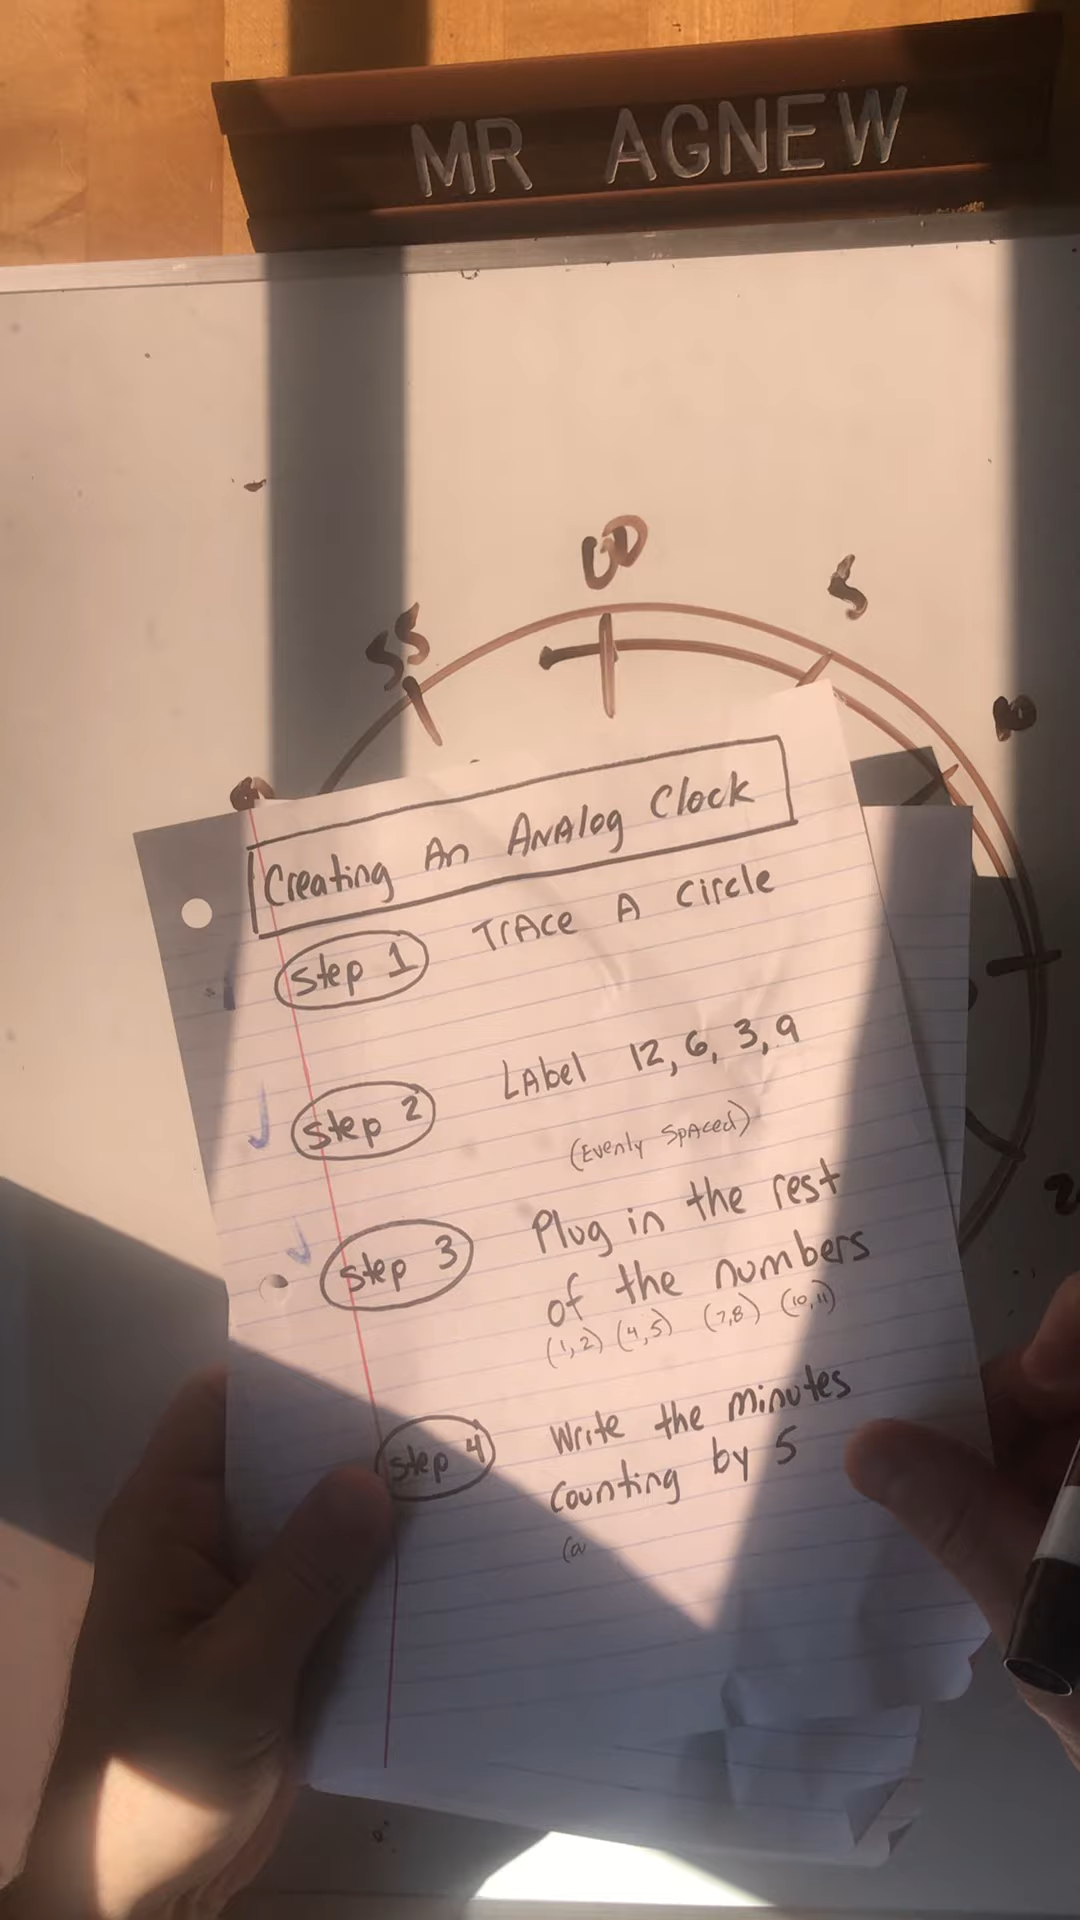 MR AGNEW
00
5
55
10
Creating An Analog Clock
Step 1 Trace A Circle
Step 2 Label 12, 6, 3, 9
(Evenly Spaced)
Step 3 Plug in the rest
of the numbers
(1,2) (4,5) (7,8) (10,11)
Step 4 Write the minutes
counting by 5